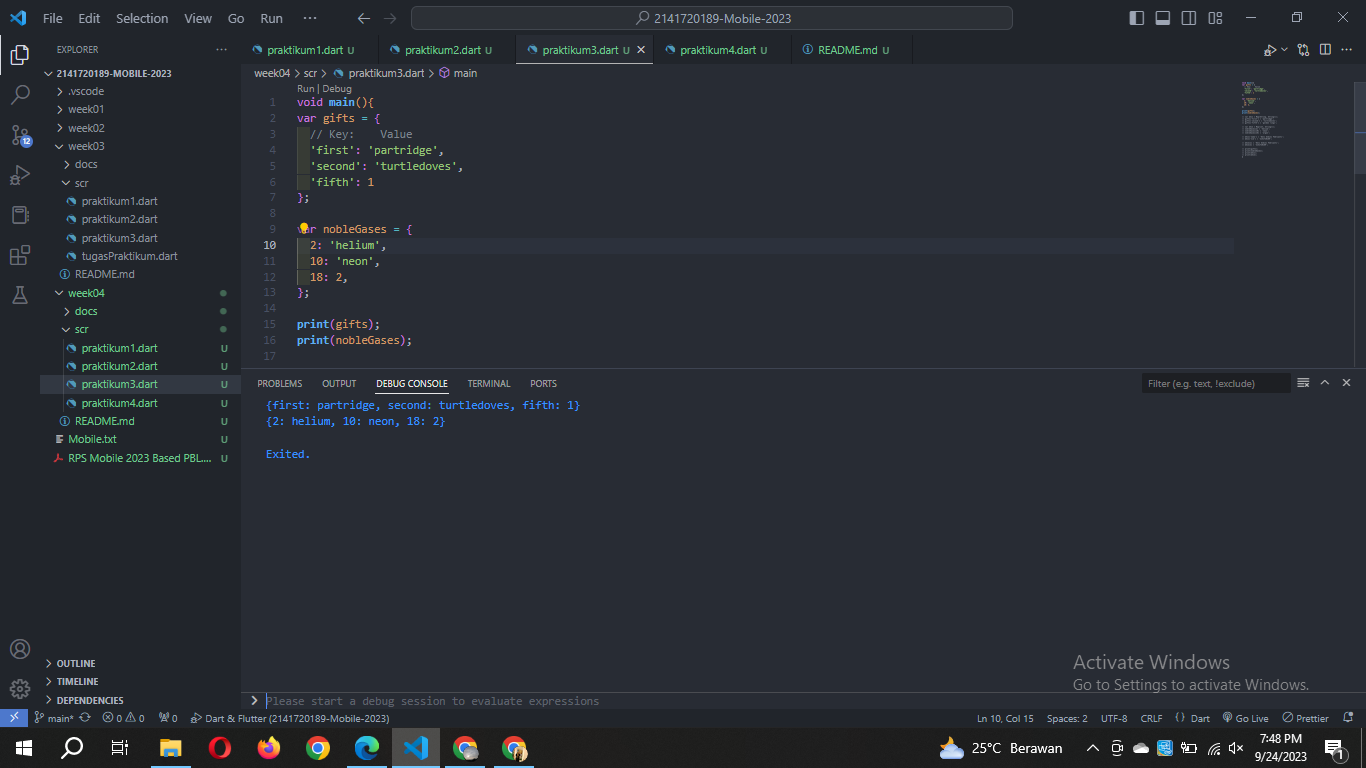 File Edit Selection View Go Run ··· 2141720189-Mobile-2023
EXPLORER ···
praktikum1.dart U praktikum2.dart U praktikum3.dart U praktikum4.dart U README.md U
2141720189-MOBILE-2023
.vscode
week01
week02
week03
docs
scr
praktikum1.dart
praktikum2.dart
praktikum3.dart
tugasPraktikum.dart
README.md
week04
docs
scr
praktikum1.dart U
praktikum2.dart U
praktikum3.dart U
praktikum4.dart U
README.md U
Mobile.txt U
RPS Mobile 2023 Based PBL.... U
12
OUTLINE
TIMELINE
DEPENDENCIES
week04 > scr > praktikum3.dart > main
Run | Debug
1 void main(){
2 var gifts = {
3 // Key: Value
4 'first': 'partridge',
5 'second': 'turtledoves',
6 'fifth': 1
7 };
8
9 var nobleGases = {
10 2: 'helium',
11 10: 'neon',
12 18: 2,
13 };
14
15 print(gifts);
16 print(nobleGases);
17
PROBLEMS OUTPUT DEBUG CONSOLE TERMINAL PORTS Filter (e.g. text, !exclude)
{first: partridge, second: turtledoves, fifth: 1}
{2: helium, 10: neon, 18: 2}
Exited.
Activate Windows
Go to Settings to activate Windows.
Please start a debug session to evaluate expressions
main* 0 0 0 Dart & Flutter (2141720189-Mobile-2023) Ln 10, Col 15 Spaces: 2 UTF-8 CRLF {} Dart Go Live Prettier
25°C Berawan 7:48 PM
9/24/2023 1